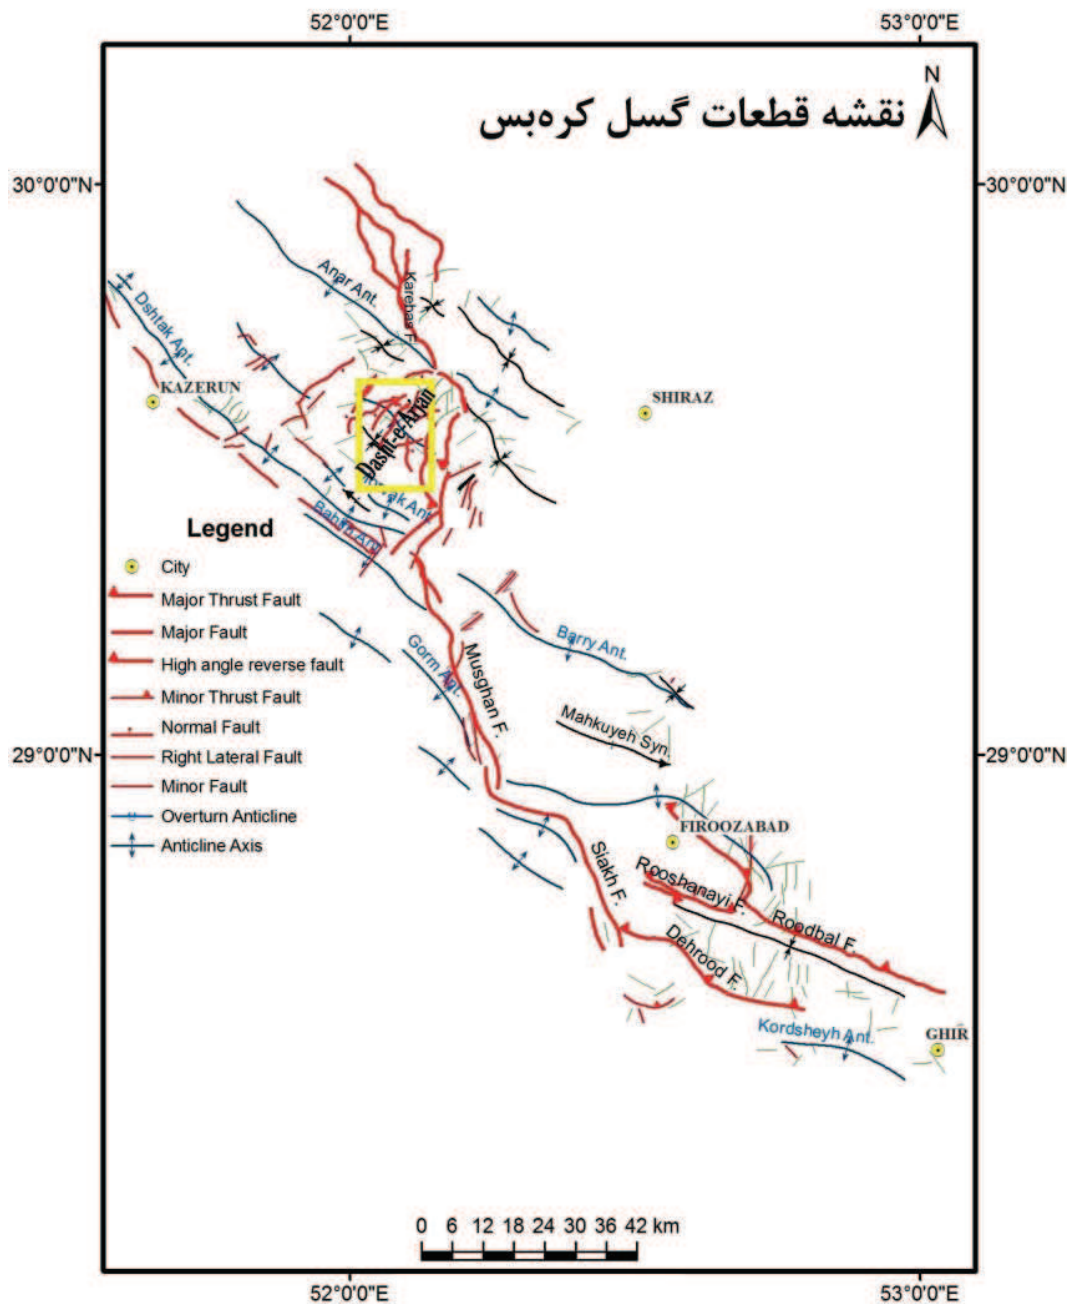 52°0'0"E
53°0'0"E
N
نقشه قطعات گسل کره‌بس
30°0'0"N
30°0'0"N
Anar Ant.
Karebas F.
Dshtak Ant.
KAZERUN
SHIRAZ
Dasht-e-Arjan
Ant.
Legend
City
Major Thrust Fault
Major Fault
High angle reverse fault
Minor Thrust Fault
Normal Fault
Right Lateral Fault
Minor Fault
Overturn Anticline
Anticline Axis
Barry Ant.
Gorm Ant.
Musghan F.
Mahkuyeh Syn.
29°0'0"N
29°0'0"N
FIROOZABAD
Siakh F.
Rooshanayi F.
Roodbal F.
Dehrood F.
Kordsheyh Ant.
GHIR
0 6 12 18 24 30 36 42 km
52°0'0"E
53°0'0"E